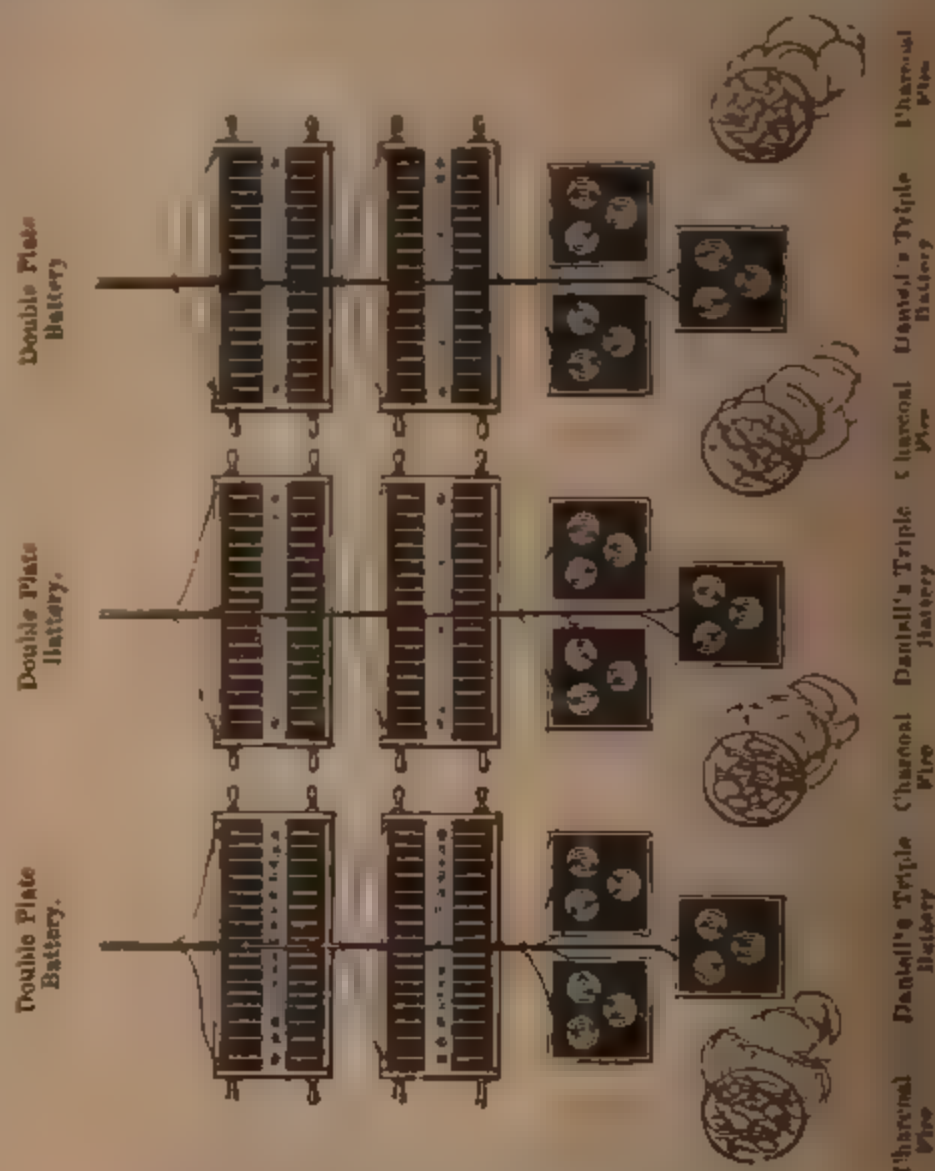 Double Plate
Battery.
Double Plate
Battery.
Double Plate
Battery
Charcoal
Fire
Daniell's Triple
Battery
Charcoal
Fire
Daniell's Triple
Battery
Charcoal
Fire
Daniell's Triple
Battery
Charcoal
Fire